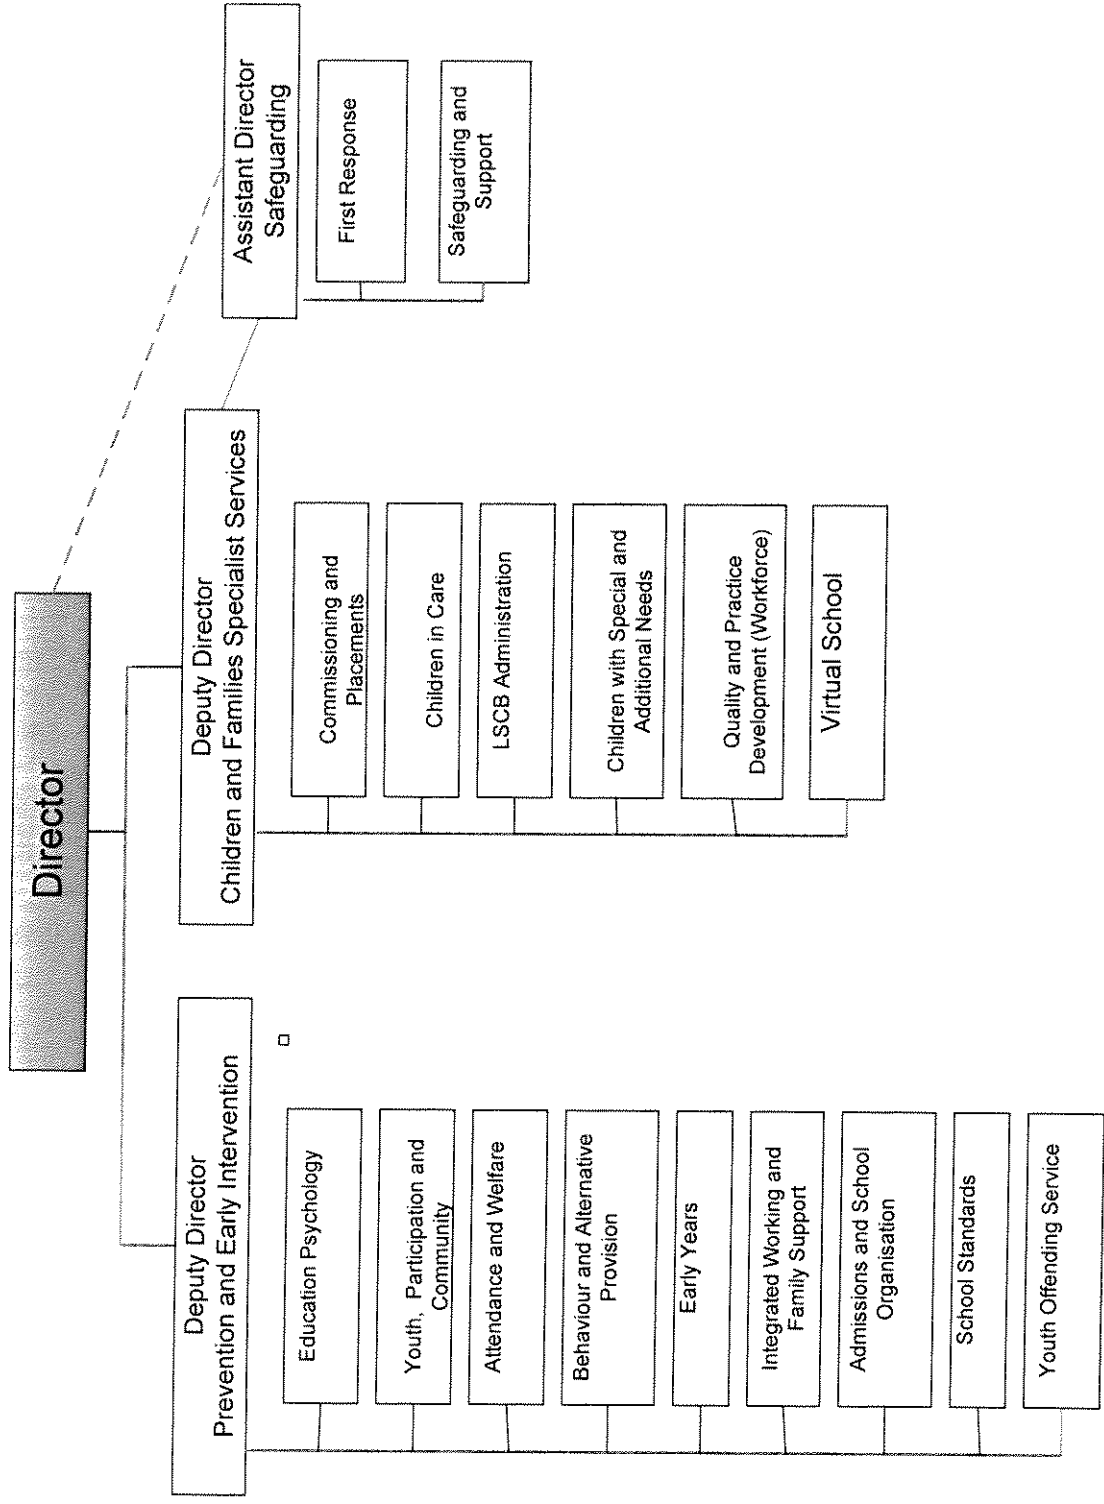 Director
Deputy Director
Prevention and Early Intervention
Education Psychology
Youth, Participation and
Community
Attendance and Welfare
Behaviour and Alternative
Provision
Early Years
Integrated Working and
Family Support
Admissions and School
Organisation
School Standards
Youth Offending Service
Deputy Director
Children and Families Specialist Services
Commissioning and
Placements
Children in Care
LSCB Administration
Children with Special and
Additional Needs
Quality and Practice
Development (Workforce)
Virtual School
Assistant Director
Safeguarding
First Response
Safeguarding and
Support